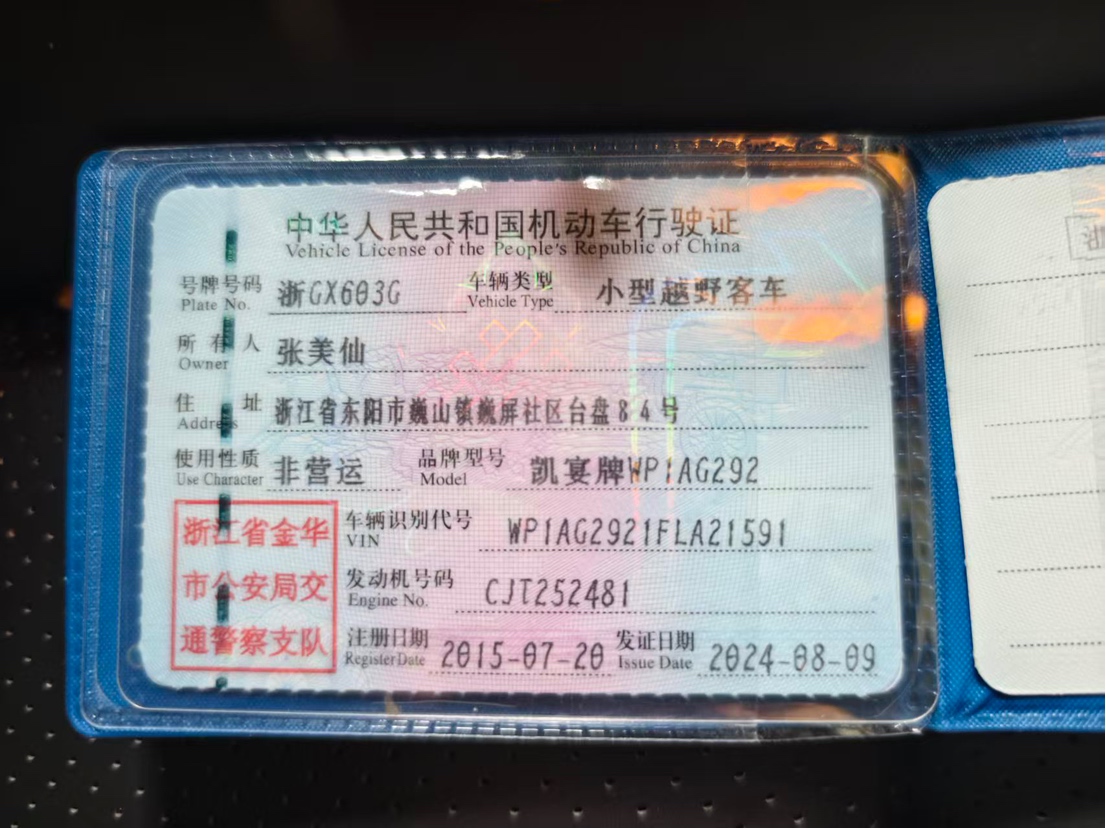 中华人民共和国机动车行驶证
Vehicle License of the People's Republic of China
号牌号码 浙GX603G 车辆类型 小型越野客车
Plate No. Vehicle Type
所有人 张美仙
Owner
住址 浙江省东阳市巍山镇巍屏社区台盘84号
Address
使用性质 非营运 品牌型号 凯宴牌WP1AG292
Use Character Model
浙江省金华
市公安局交
通警察支队
车辆识别代号 WP1AG2921FLA21591
VIN
发动机号码 CJT252481
Engine No.
注册日期 2015-07-20 发证日期 2024-08-09
Register Date Issue Date
浙